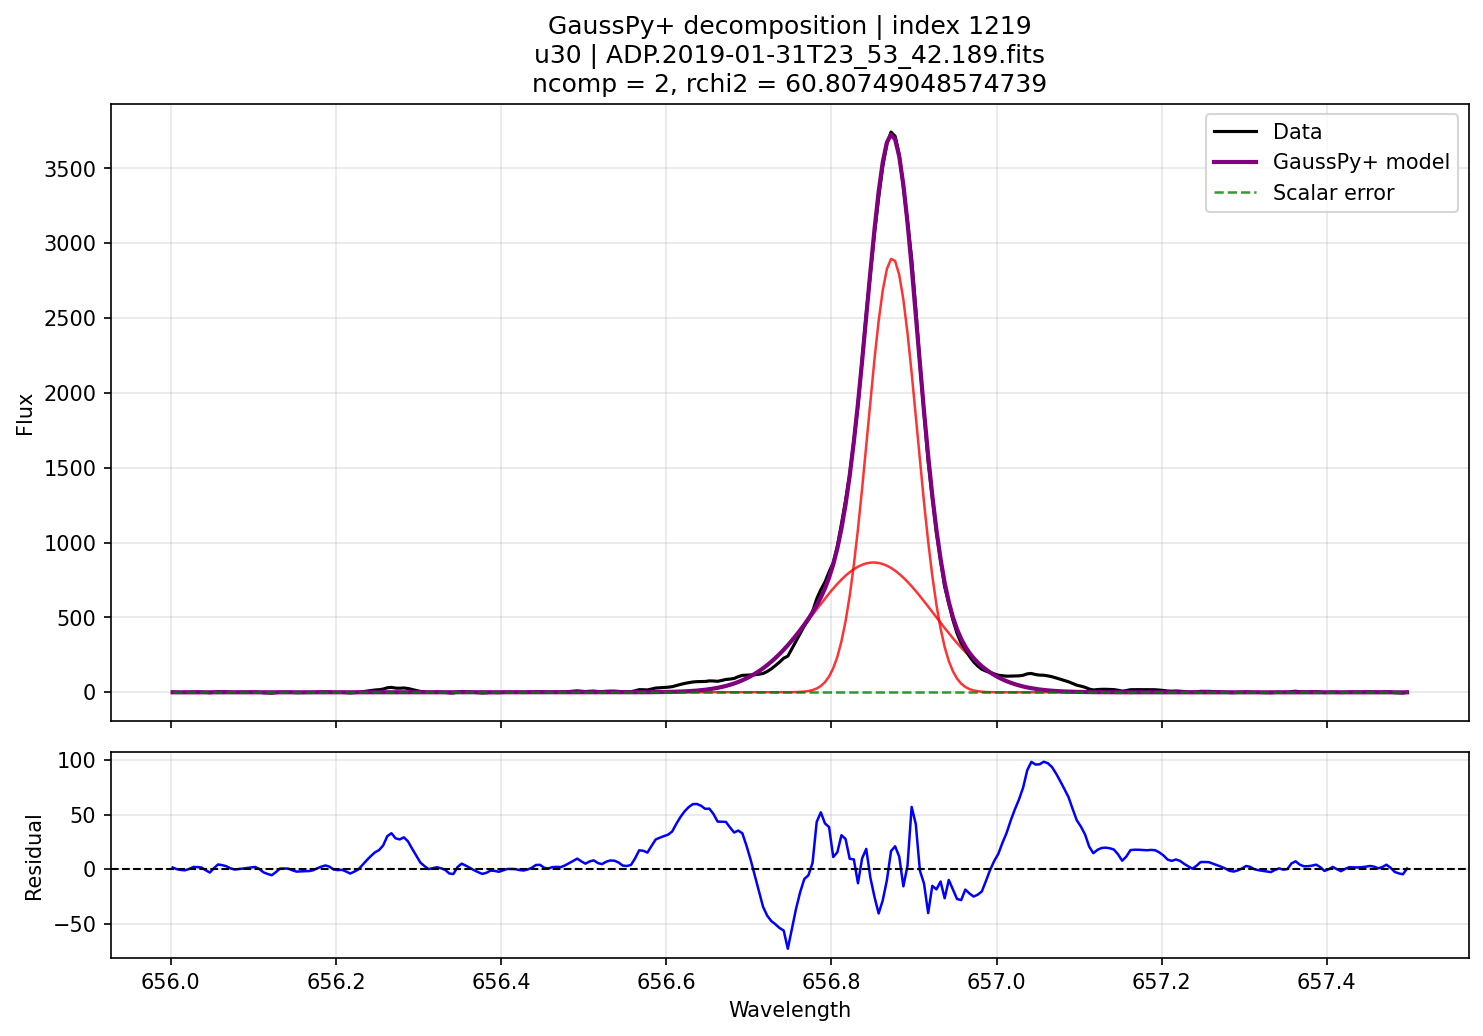 GaussPy+ decomposition | index 1219
u30 | ADP.2019-01-31T23_53_42.189.fits
ncomp = 2, rchi2 = 60.80749048574739
Data
GaussPy+ model
Scalar error
Flux
3500
3000
2500
2000
1500
1000
500
0
Residual
100
50
0
−50
656.0 656.2 656.4 656.6 656.8 657.0 657.2 657.4
Wavelength